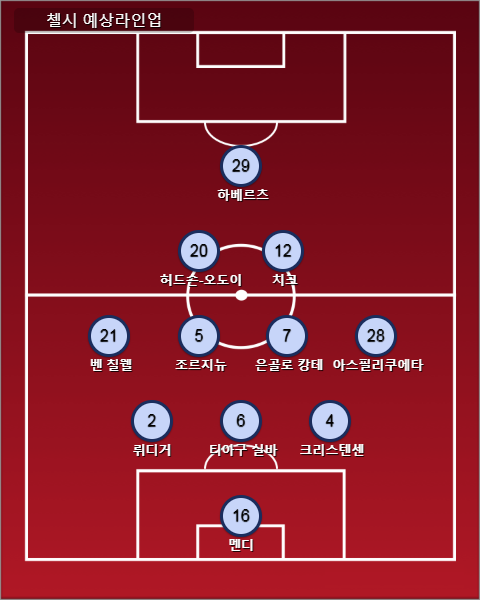 첼시 예상라인업
29
하베르츠
20 12
허드슨-오도이 치크
21 5 7 28
벤 칠웰 조르지뉴 은골로 캉테 아스필리쿠에타
2 6 4
뤼디거 티아구 실바 크리스텐센
16
멘디